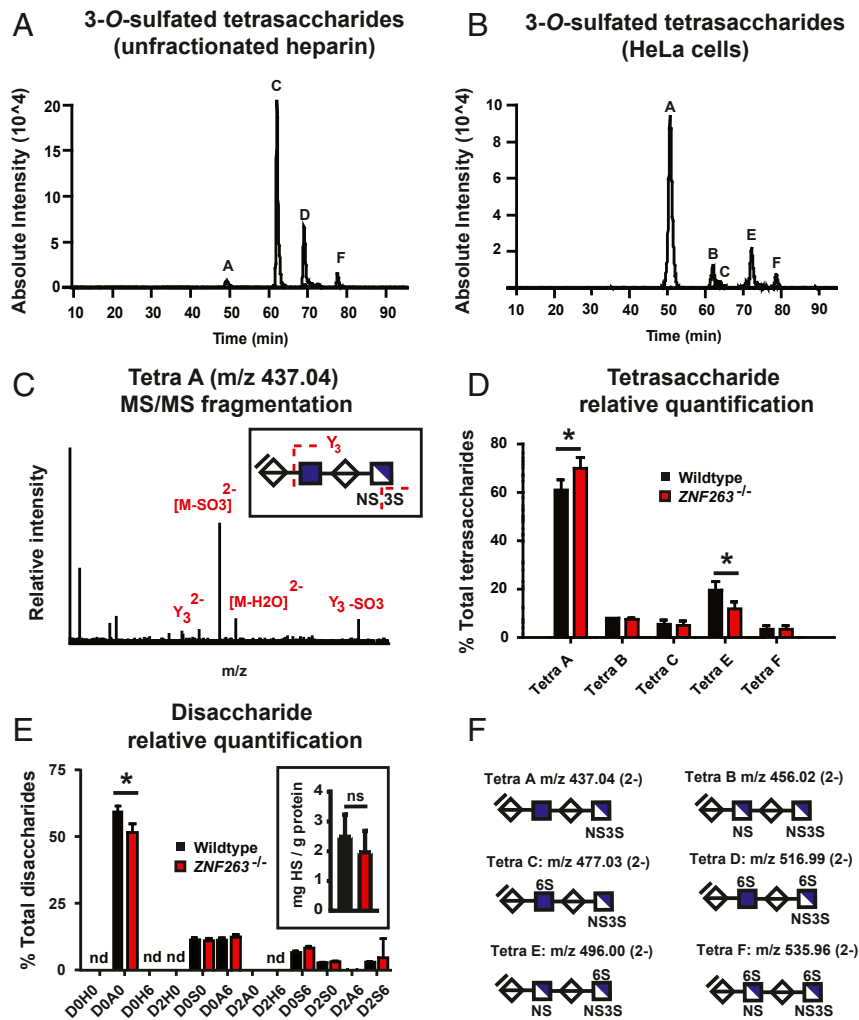 A
3-O-sulfated tetrasaccharides
(unfractionated heparin)
Absolute Intensity (10^4)
20
15
10
5
0
A
C
D
F
10 20 30 40 50 60 70 80 90
Time (min)
B
3-O-sulfated tetrasaccharides
(HeLa cells)
Absolute Intensity (10^4)
10
8
6
4
2
A
B
C
E
F
10 20 30 40 50 60 70 80 90
Time (min)
C
Tetra A (m/z 437.04)
MS/MS fragmentation
Relative intensity
[M-SO3]2-
Y3 2-
[M-H2O]2-
Y3 -SO3
m/z
Y3
NS 3S
D
Tetrasaccharide
relative quantification
% Total tetrasaccharides
80
60
40
20
0
*
*
Wildtype
ZNF263-/-
Tetra A
Tetra B
Tetra C
Tetra E
Tetra F
E
Disaccharide
relative quantification
% Total disaccharides
75
50
25
0
*
Wildtype
ZNF263-/-
nd
nd nd
nd
D0H0
D0A0
D0H6
D2H0
D0S0
D0A6
D2A0
D2H6
D0S6
D2S0
D2A6
D2S6
mg HS / g protein
4
3
2
1
0
ns
F
Tetra A m/z 437.04 (2-)
NS3S
Tetra B m/z 456.02 (2-)
NS
NS3S
Tetra C: m/z 477.03 (2-)
6S
NS3S
Tetra D: m/z 516.99 (2-)
6S
6S
NS3S
Tetra E: m/z 496.00 (2-)
6S
NS
NS3S
Tetra F: m/z 535.96 (2-)
6S
6S
NS
NS3S